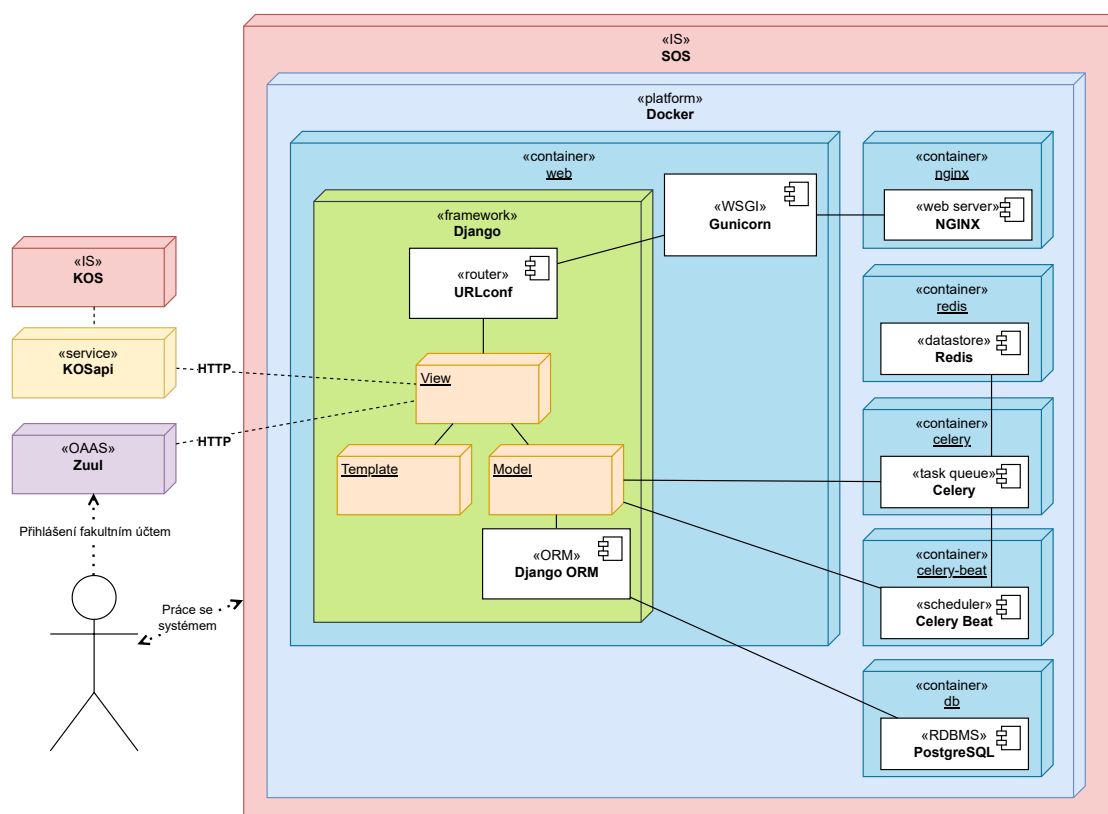 «IS»
SOS
«platform»
Docker
«container»
web
«framework»
Django
«router»
URLconf
View
Template
Model
«ORM»
Django ORM
«WSGI»
Gunicorn
«container»
nginx
«web server»
NGINX
«container»
redis
«datastore»
Redis
«container»
celery
«task queue»
Celery
«container»
celery-beat
«scheduler»
Celery Beat
«container»
db
«RDBMS»
PostgreSQL
«IS»
KOS
«service»
KOSapi
HTTP
«OAAS»
Zuul
HTTP
Přihlášení fakultním účtem
Práce se
systémem